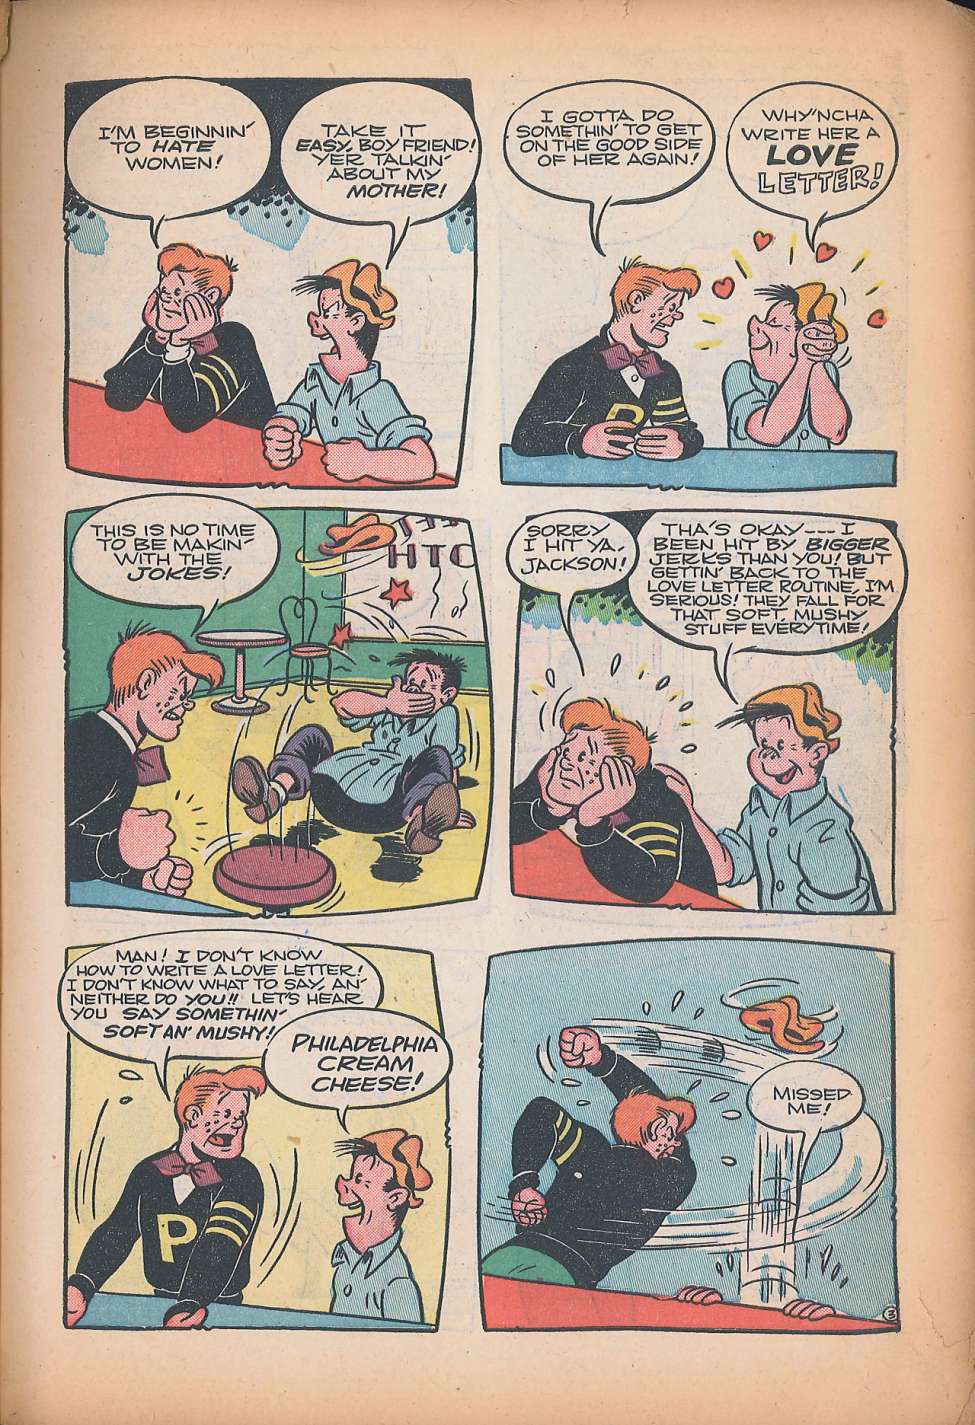 I'M BEGINNIN'
TO HATE
WOMEN!
TAKE IT
EASY, BOY FRIEND!
YER TALKIN'
ABOUT MY
MOTHER!
I GOTTA DO
SOMETHIN' TO GET
ON THE GOOD SIDE
OF HER AGAIN!
WHY'NCHA
WRITE HER A
LOVE
LETTER!
THIS IS NO TIME
TO BE MAKIN'
WITH THE
JOKES!
HTC
SORRY
I HIT YA,
JACKSON!
THA'S OKAY---I
BEEN HIT BY BIGGER
JERKS THAN YOU! BUT
GETTIN' BACK TO THE
LOVE LETTER ROUTINE, I'M
SERIOUS! THEY FALL FOR
THAT SOFT, MUSHY
STUFF EVERYTIME!
MAN! I DON'T KNOW
HOW TO WRITE A LOVE LETTER!
I DON'T KNOW WHAT TO SAY, AN'
NEITHER DO YOU!! LET'S HEAR
YOU SAY SOMETHIN'
SOFT AN' MUSHY!
P
PHILADELPHIA
CREAM
CHEESE!
MISSED
ME!
3